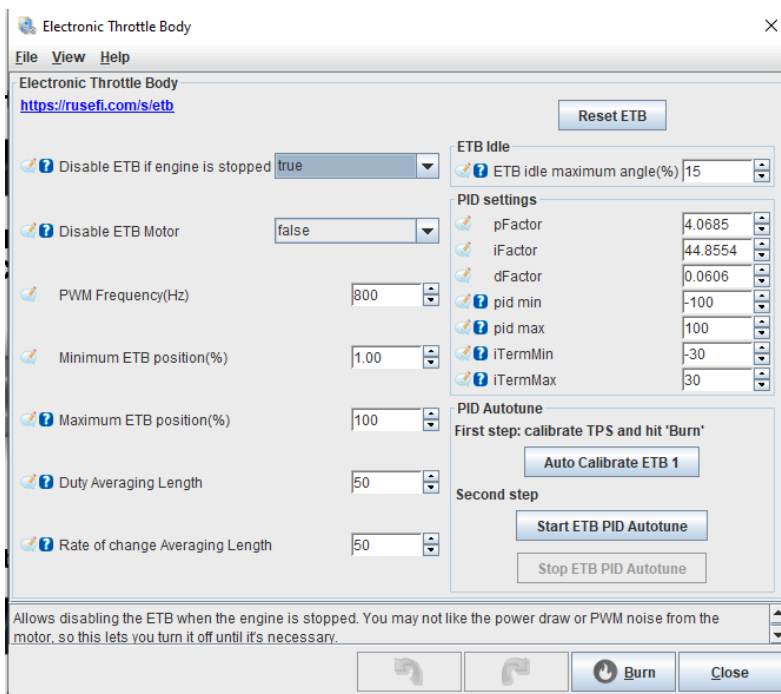 Electronic Throttle Body
File View Help
Electronic Throttle Body
https://rusefi.com/s/etb
Disable ETB if engine is stopped true
Disable ETB Motor false
PWM Frequency(Hz) 800
Minimum ETB position(%) 1.00
Maximum ETB position(%) 100
Duty Averaging Length 50
Rate of change Averaging Length 50
Reset ETB
ETB Idle
ETB idle maximum angle(%) 15
PID settings
pFactor 4.0685
iFactor 44.8554
dFactor 0.0606
pid min -100
pid max 100
iTermMin -30
iTermMax 30
PID Autotune
First step: calibrate TPS and hit 'Burn'
Auto Calibrate ETB 1
Second step
Start ETB PID Autotune
Stop ETB PID Autotune
Allows disabling the ETB when the engine is stopped. You may not like the power draw or PWM noise from the
motor, so this lets you turn it off until it's necessary.
Burn Close